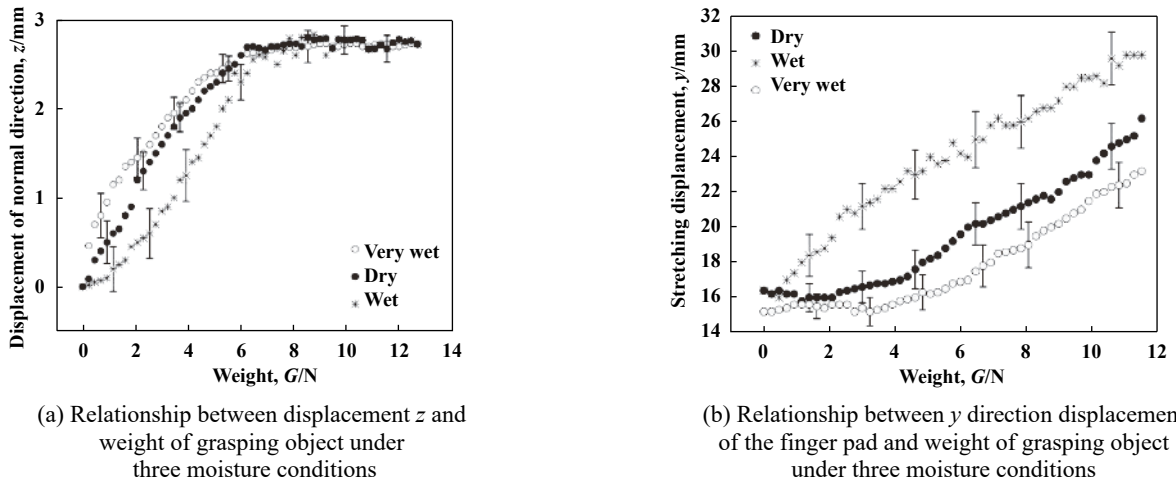 3
2
1
0
Displacement of normal direction, z/mm
Very wet
Dry
Wet
0 2 4 6 8 10 12 14
Weight, G/N
(a) Relationship between displacement z and
weight of grasping object under
three moisture conditions
32
30
28
26
24
22
20
18
16
14
Stretching displancement, y/mm
Dry
Wet
Very wet
0 2 4 6 8 10 12
Weight, G/N
(b) Relationship between y direction displacemen
of the finger pad and weight of grasping object
under three moisture conditions